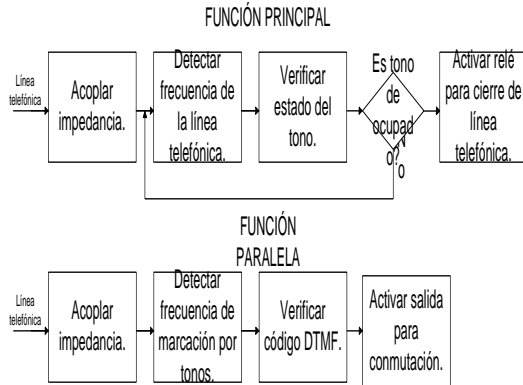 FUNCIÓN PRINCIPAL
Línea
telefónica
Acoplar
impedancia.
Detectar
frecuencia de
la línea
telefónica.
Verificar
estado del
tono.
Es tono
de
ocupad
o?
N
o
Activar relé
para cierre de
línea
telefónica.
FUNCIÓN
PARALELA
Línea
telefónica
Acoplar
impedancia.
Detectar
frecuencia de
marcación por
tonos.
Verificar
código DTMF.
Activar salida
para
conmutación.